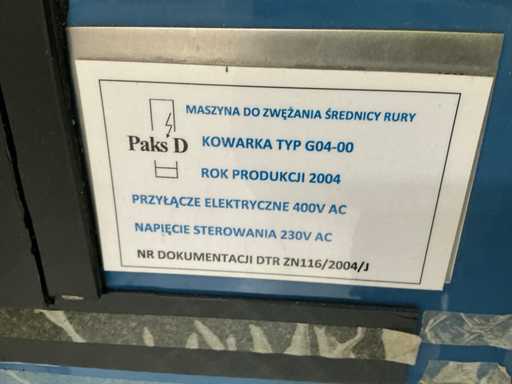 MASZYNA DO ZWĘŻANIA ŚREDNICY RURY
Paks D
KOWARKA TYP G04-00
ROK PRODUKCJI 2004
PRZYŁĄCZE ELEKTRYCZNE 400V AC
NAPIĘCIE STEROWANIA 230V AC
NR DOKUMENTACJI DTR ZN116/2004/J